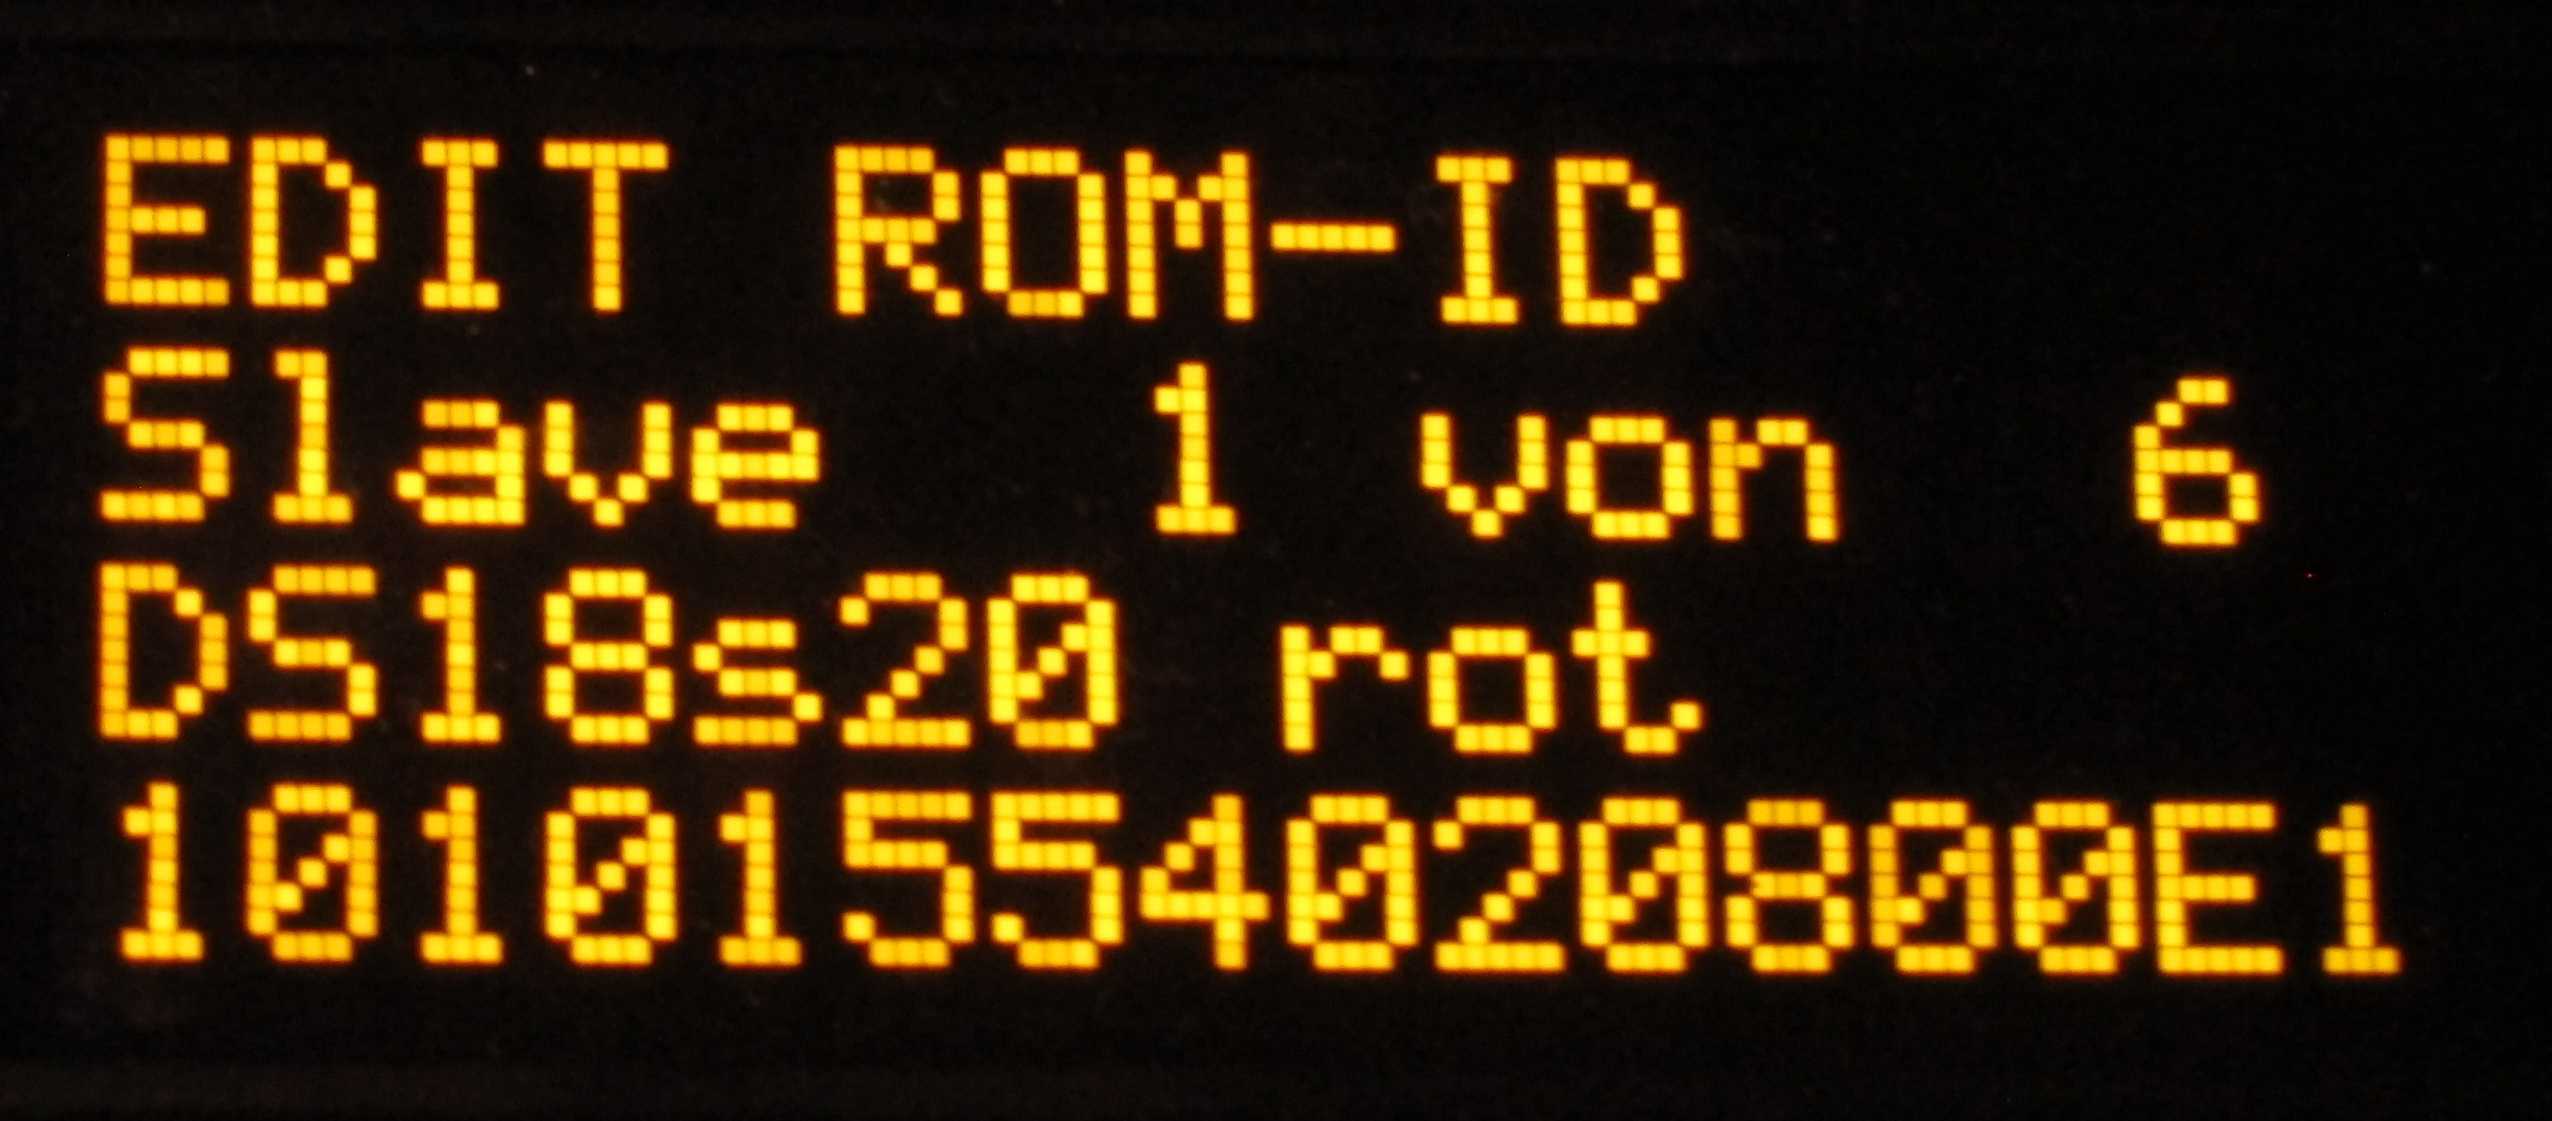 EDIT ROM-ID
Slave  1 von  6
DS18s20 rot
10101554020800E1